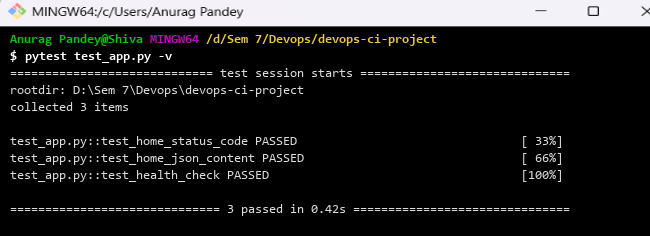 MINGW64:/c/Users/Anurag Pandey
Anurag Pandey@Shiva MINGW64 /d/Sem 7/Devops/devops-ci-project
$ pytest test_app.py -v
============================= test session starts ==============================
rootdir: D:\Sem 7\Devops\devops-ci-project
collected 3 items
test_app.py::test_home_status_code PASSED [ 33%]
test_app.py::test_home_json_content PASSED [ 66%]
test_app.py::test_health_check PASSED [100%]
============================== 3 passed in 0.42s ===============================